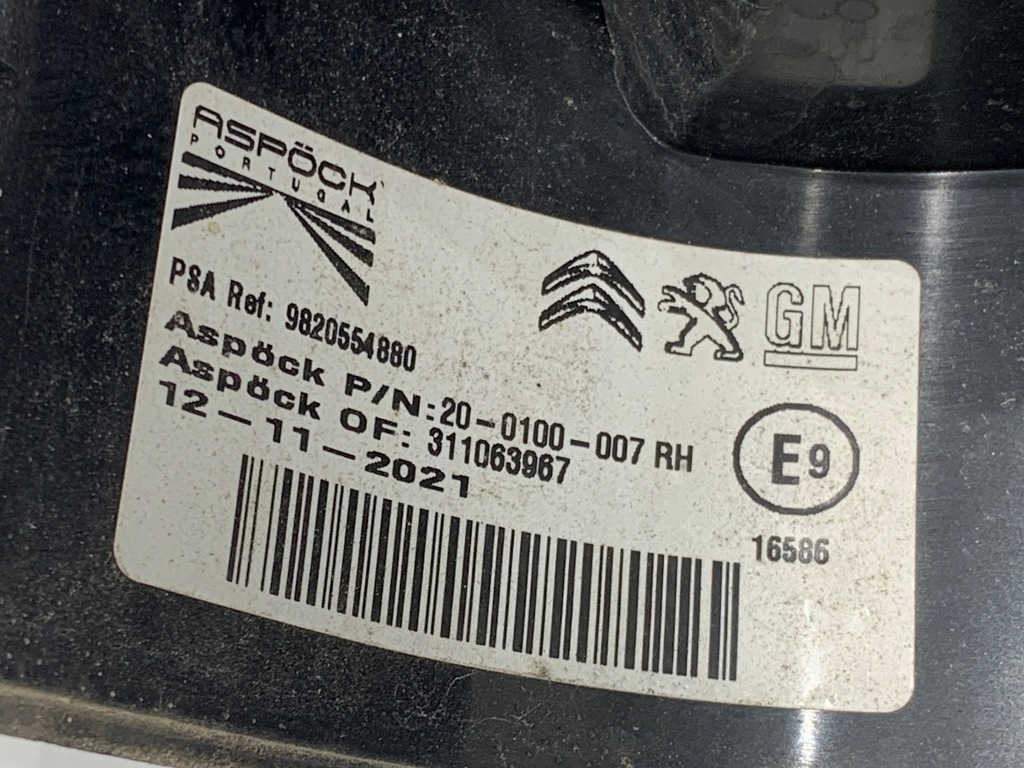 ASPÖCK
PORTUGAL
PSA Ref: 9820554880
Aspöck P/N:20-0100-007 RH
Aspöck OF: 311063967
12-11-2021
GM
E9
16586